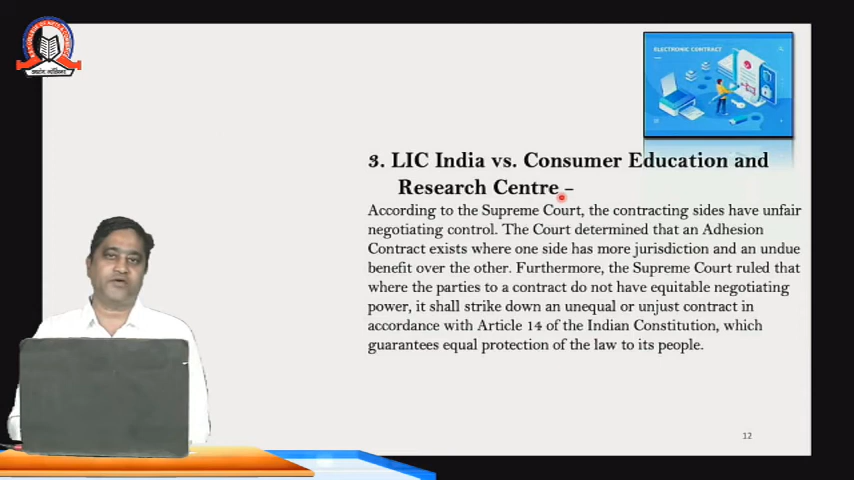 ELECTRONIC CONTRACT
3. LIC India vs. Consumer Education and
Research Centre –
According to the Supreme Court, the contracting sides have unfair
negotiating control. The Court determined that an Adhesion
Contract exists where one side has more jurisdiction and an undue
benefit over the other. Furthermore, the Supreme Court ruled that
where the parties to a contract do not have equitable negotiating
power, it shall strike down an unequal or unjust contract in
accordance with Article 14 of the Indian Constitution, which
guarantees equal protection of the law to its people.
12